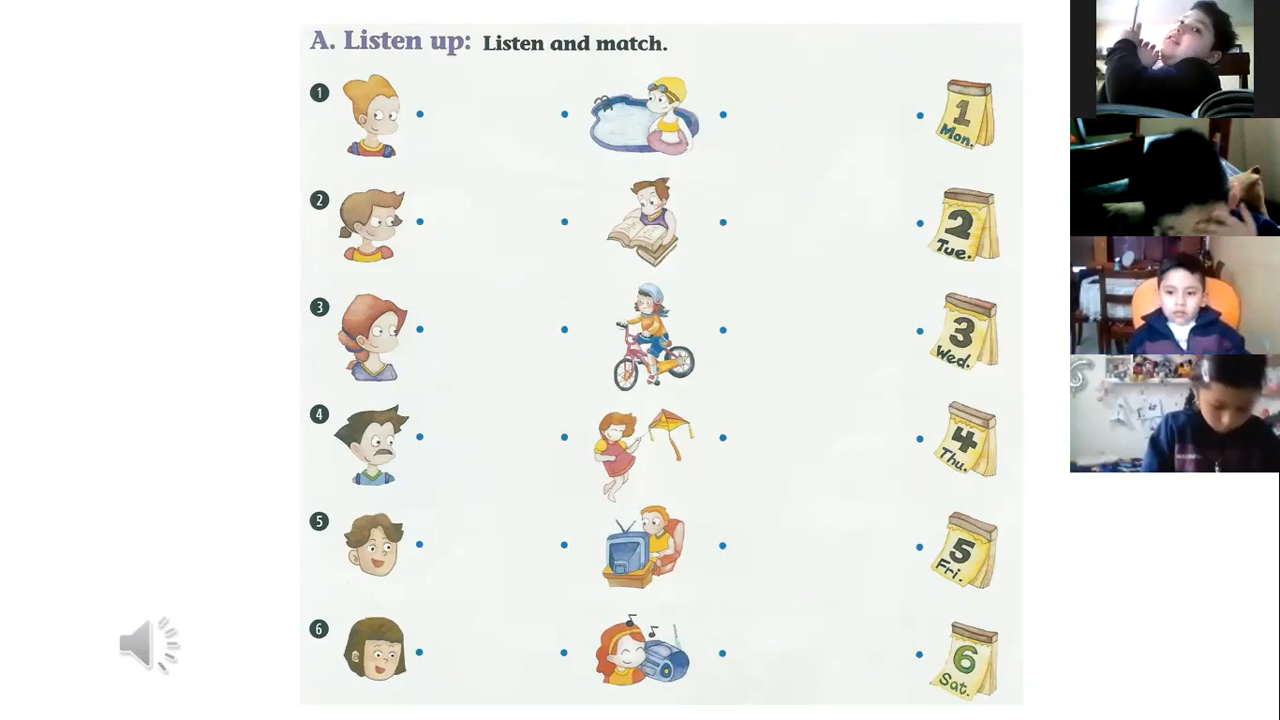 A. Listen up: Listen and match.
1
1
Mon.
2
2
Tue.
3
3
Wed.
4
4
Thu.
5
5
Fri.
6
6
Sat.